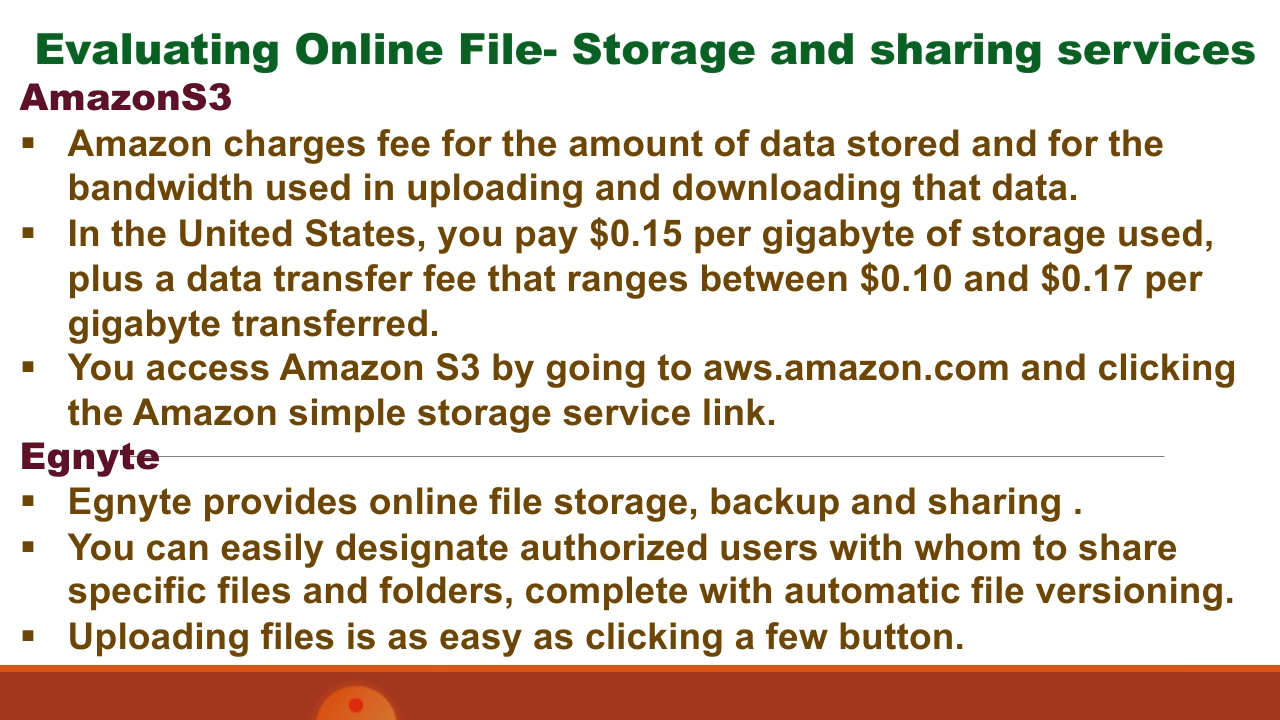 Evaluating Online File- Storage and sharing services
AmazonS3
▪ Amazon charges fee for the amount of data stored and for the
bandwidth used in uploading and downloading that data.
▪ In the United States, you pay $0.15 per gigabyte of storage used,
plus a data transfer fee that ranges between $0.10 and $0.17 per
gigabyte transferred.
▪ You access Amazon S3 by going to aws.amazon.com and clicking
the Amazon simple storage service link.
Egnyte
▪ Egnyte provides online file storage, backup and sharing .
▪ You can easily designate authorized users with whom to share
specific files and folders, complete with automatic file versioning.
▪ Uploading files is as easy as clicking a few button.